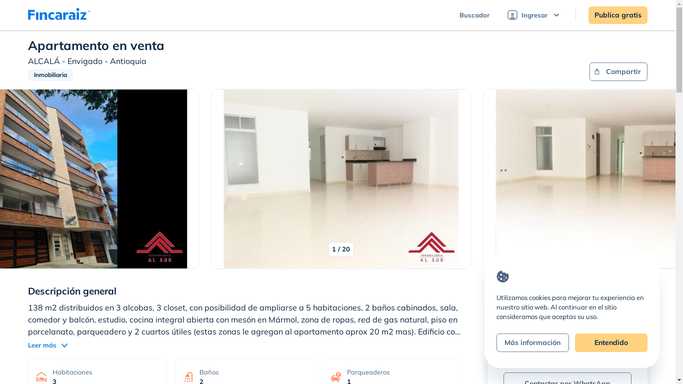 Fincaraiz
Buscador
Ingresar
Publica gratis
Apartamento en venta
ALCALÁ - Envigado - Antioquia
Inmobiliaria
Compartir
1 / 20
AL SUR
AL SUR
Descripción general
138 m2 distribuidos en 3 alcobas, 3 closet, con posibilidad de ampliarse a 5 habitaciones, 2 baños cabinados, sala,
comedor y balcón, estudio, cocina integral abierta con mesón en Mármol, zona de ropas, red de gas natural, piso en
porcelanato, parqueadero y 2 cuartos útiles (estas zonas le agregan al apartamento aprox 20 m2 mas). Edificio co...
Leer más
Habitaciones
3
Baños
2
Parqueaderos
1
Utilizamos cookies para mejorar tu experiencia en
nuestro sitio web. Al continuar en el sitio
consideramos que aceptas su uso.
Más información
Entendido
Contactar por WhatsApp